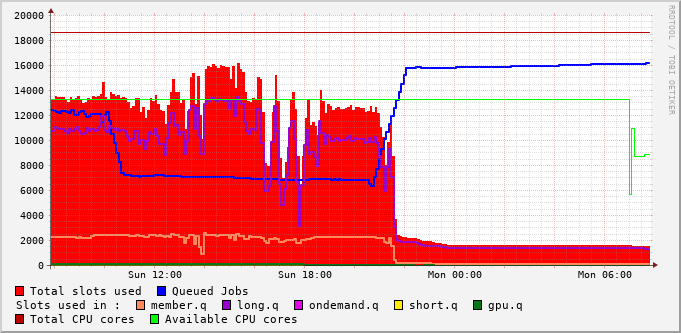 20000
18000
16000
14000
12000
10000
8000
6000
4000
2000
0
Sun 12:00 Sun 18:00 Mon 00:00 Mon 06:00
Total slots used Queued Jobs
Slots used in : member.q long.q ondemand.q short.q gpu.q
Total CPU cores Available CPU cores
RRDTOOL / TOBI OETIKER